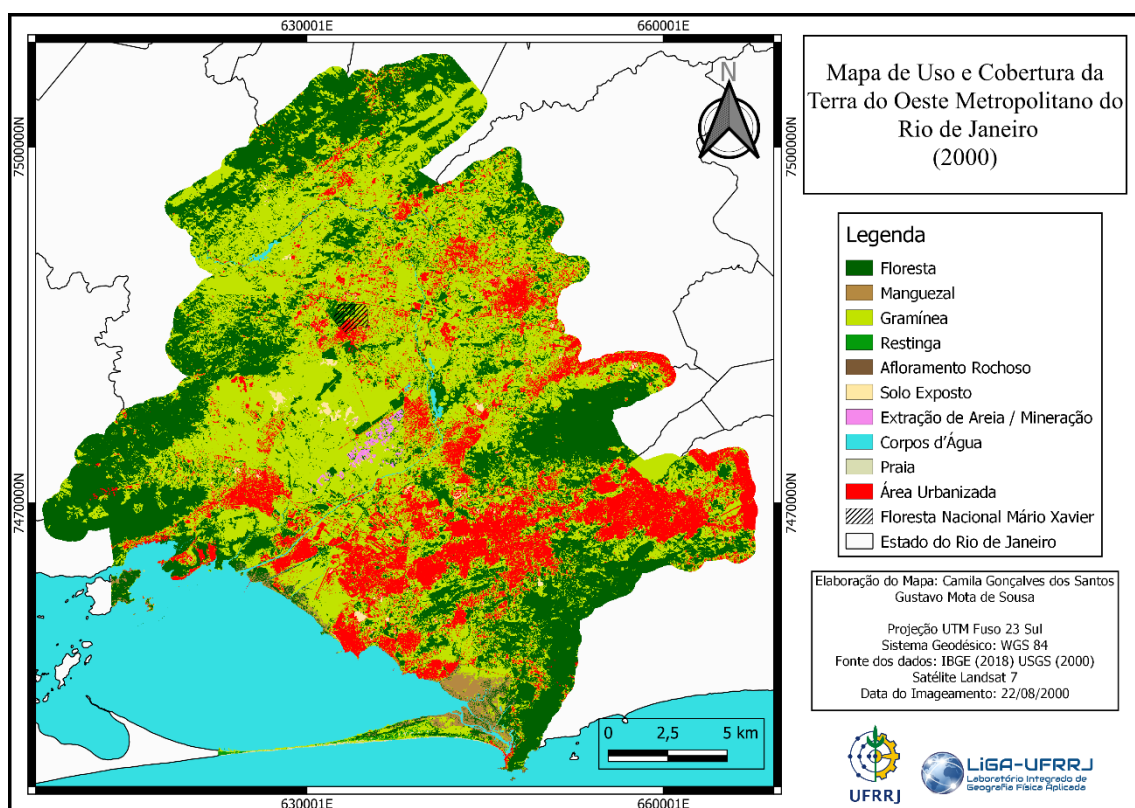 630001E
660001E
7500000N
7500000N
7470000N
7470000N
N
0
2,5
5 km
630001E
660001E
Mapa de Uso e Cobertura da
Terra do Oeste Metropolitano do
Rio de Janeiro
(2000)
Legenda
Floresta
Manguezal
Gramínea
Restinga
Afloramento Rochoso
Solo Exposto
Extração de Areia / Mineração
Corpos d'Água
Praia
Área Urbanizada
Floresta Nacional Mário Xavier
Estado do Rio de Janeiro
Elaboração do Mapa: Camila Gonçalves dos Santos
Gustavo Mota de Sousa
Projeção UTM Fuso 23 Sul
Sistema Geodésico: WGS 84
Fonte dos dados: IBGE (2018) USGS (2000)
Satélite Landsat 7
Data do Imageamento: 22/08/2000
UFRRJ
LiGA-UFRRJ
Laboratório Integrado de
Geografia Física Aplicada